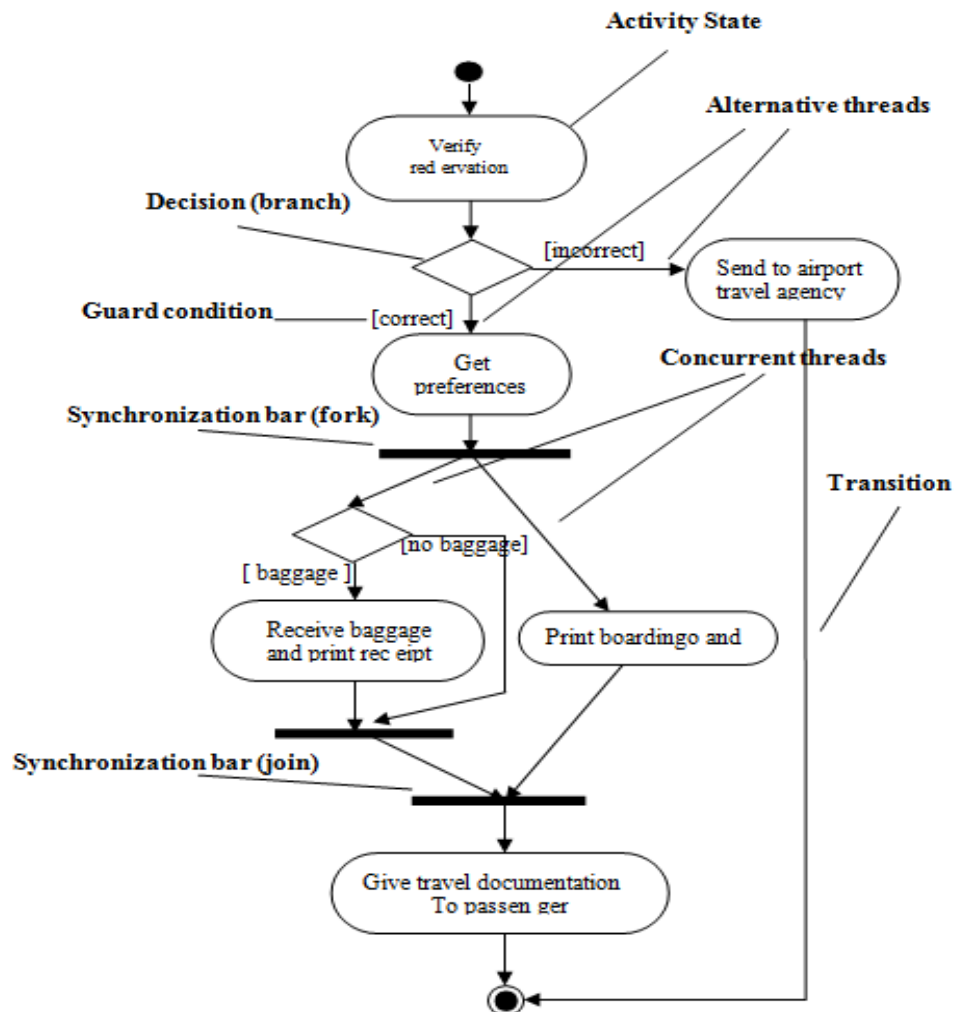 Activity State
Alternative threads
Verify
red ervation
Decision (branch)
[incorrect]
Send to airport
travel agency
Guard condition
[correct]
Get
preferences
Concurrent threads
Synchronization bar (fork)
Transition
[no baggage]
[ baggage ]
Receive baggage
and print rec eipt
Print boardingo and
Synchronization bar (join)
Give travel documentation
To passen ger